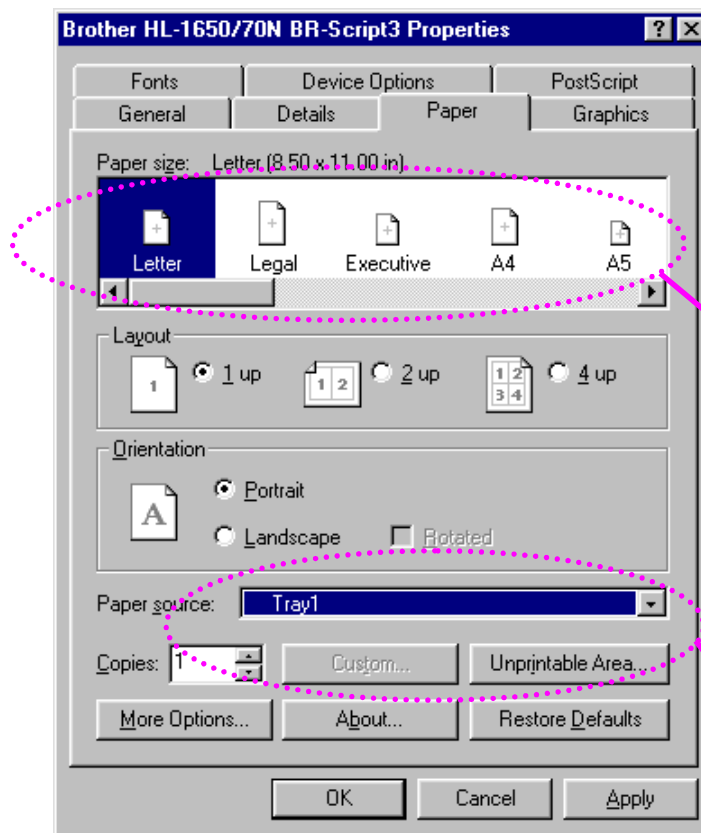 Brother HL-1650/70N BR-Script3 Properties
Fonts Device Options PostScript
General Details Paper Graphics
Paper size: Letter (8.50 x 11.00 in)
Letter Legal Executive A4 A5
Layout
1 1 up 1 2 2 up 1 2 3 4 4 up
Orientation
A Portrait
Landscape Rotated
Paper source: Tray1
Copies: 1 Custom... Unprintable Area...
More Options... About... Restore Defaults
OK Cancel Apply